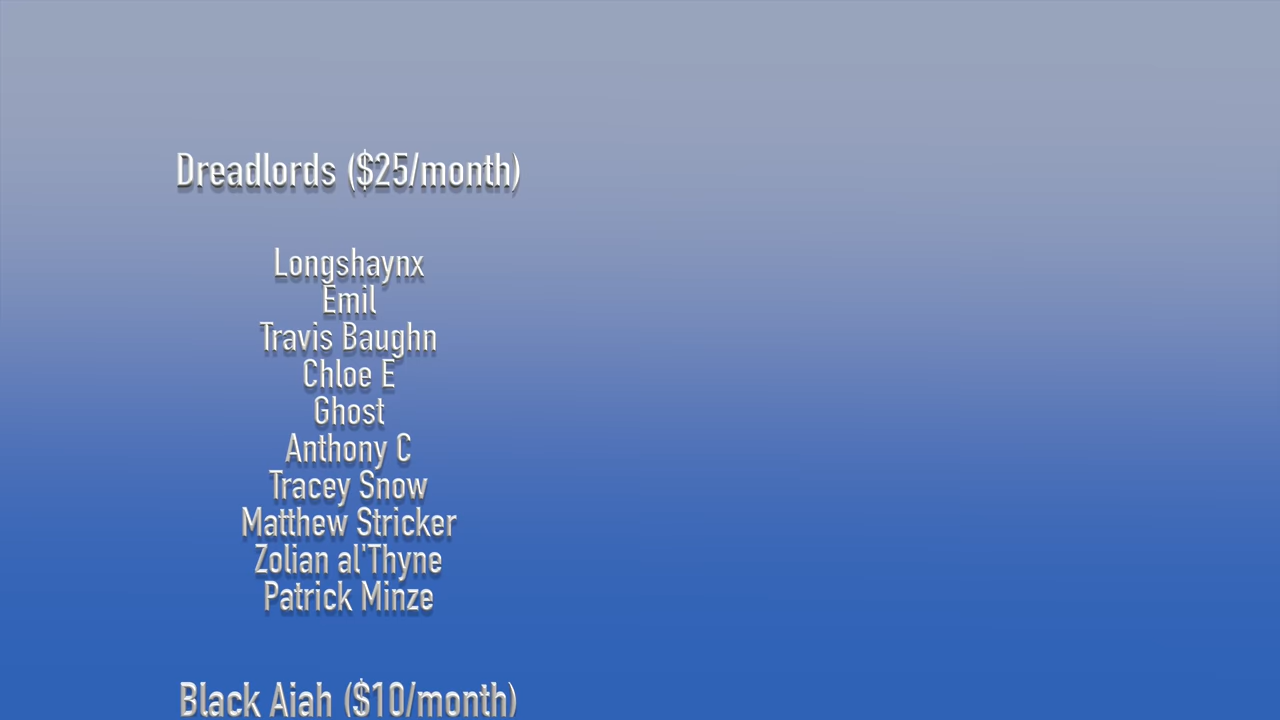 Dreadlords ($25/month)
Longshaynx
Emil
Travis Baughn
Chloe E
Ghost
Anthony C
Tracey Snow
Matthew Stricker
Zolian al'Thyne
Patrick Minze
Black Ajah ($10/month)